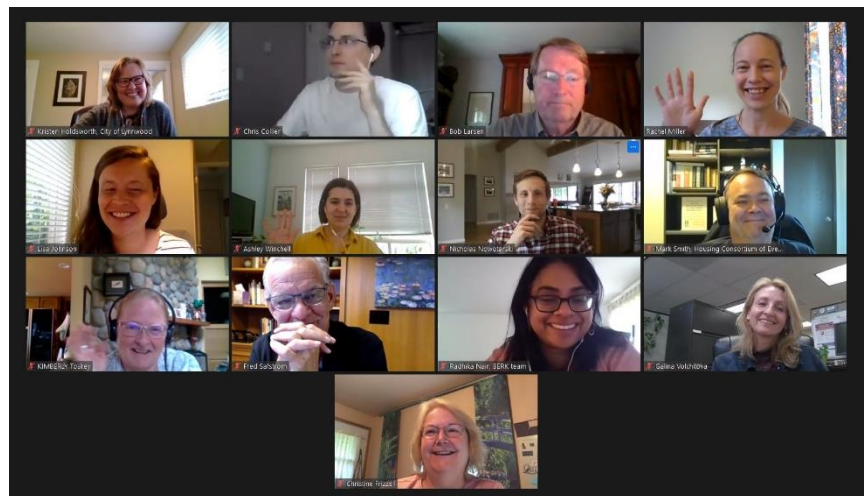 Kristen Holdsworth, City of Lynnwood
Chris Collier
Bob Larsen
Rachel Miller
Lisa Johnson
Ashley Winchell
Nicholas Nowotarski
Mark Smith, Housing Consortium of Eve...
KIMBERLY Toskey
Fred Safstrom
Radhika Nair, BERK team
Galina Volchkova
Christine Frizzell